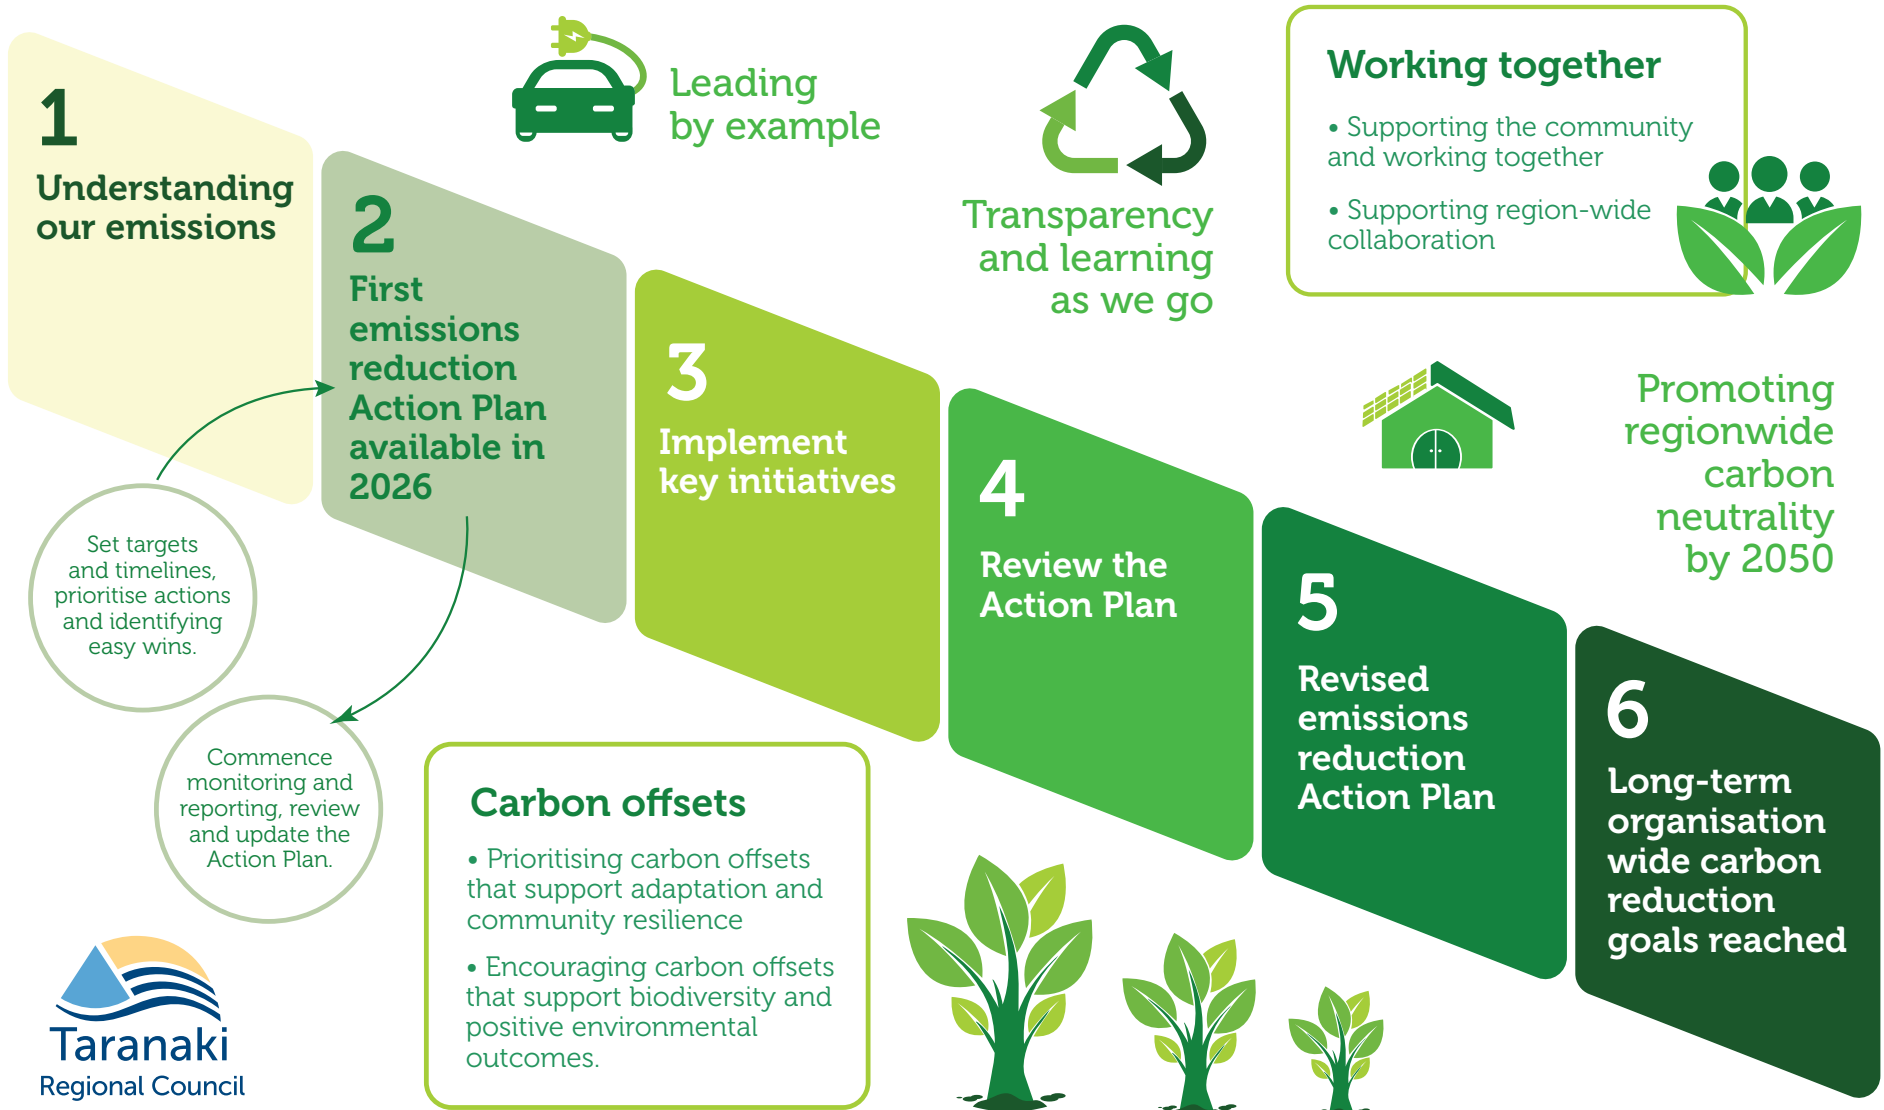 1
Understanding
our emissions
2
First
emissions
reduction
Action Plan
available in
2026
3
Implement
key initiatives
4
Review the
Action Plan
5
Revised
emissions
reduction
Action Plan
6
Long-term
organisation
wide carbon
reduction
goals reached
Leading
by example
Transparency
and learning
as we go
Working together
• Supporting the community
and working together
• Supporting region-wide
collaboration
Promoting
regionwide
carbon
neutrality
by 2050
Set targets
and timelines,
prioritise actions
and identifying
easy wins.
Commence
monitoring and
reporting, review
and update the
Action Plan.
Carbon offsets
• Prioritising carbon offsets
that support adaptation and
community resilience
• Encouraging carbon offsets
that support biodiversity and
positive environmental
outcomes.
Taranaki
Regional Council